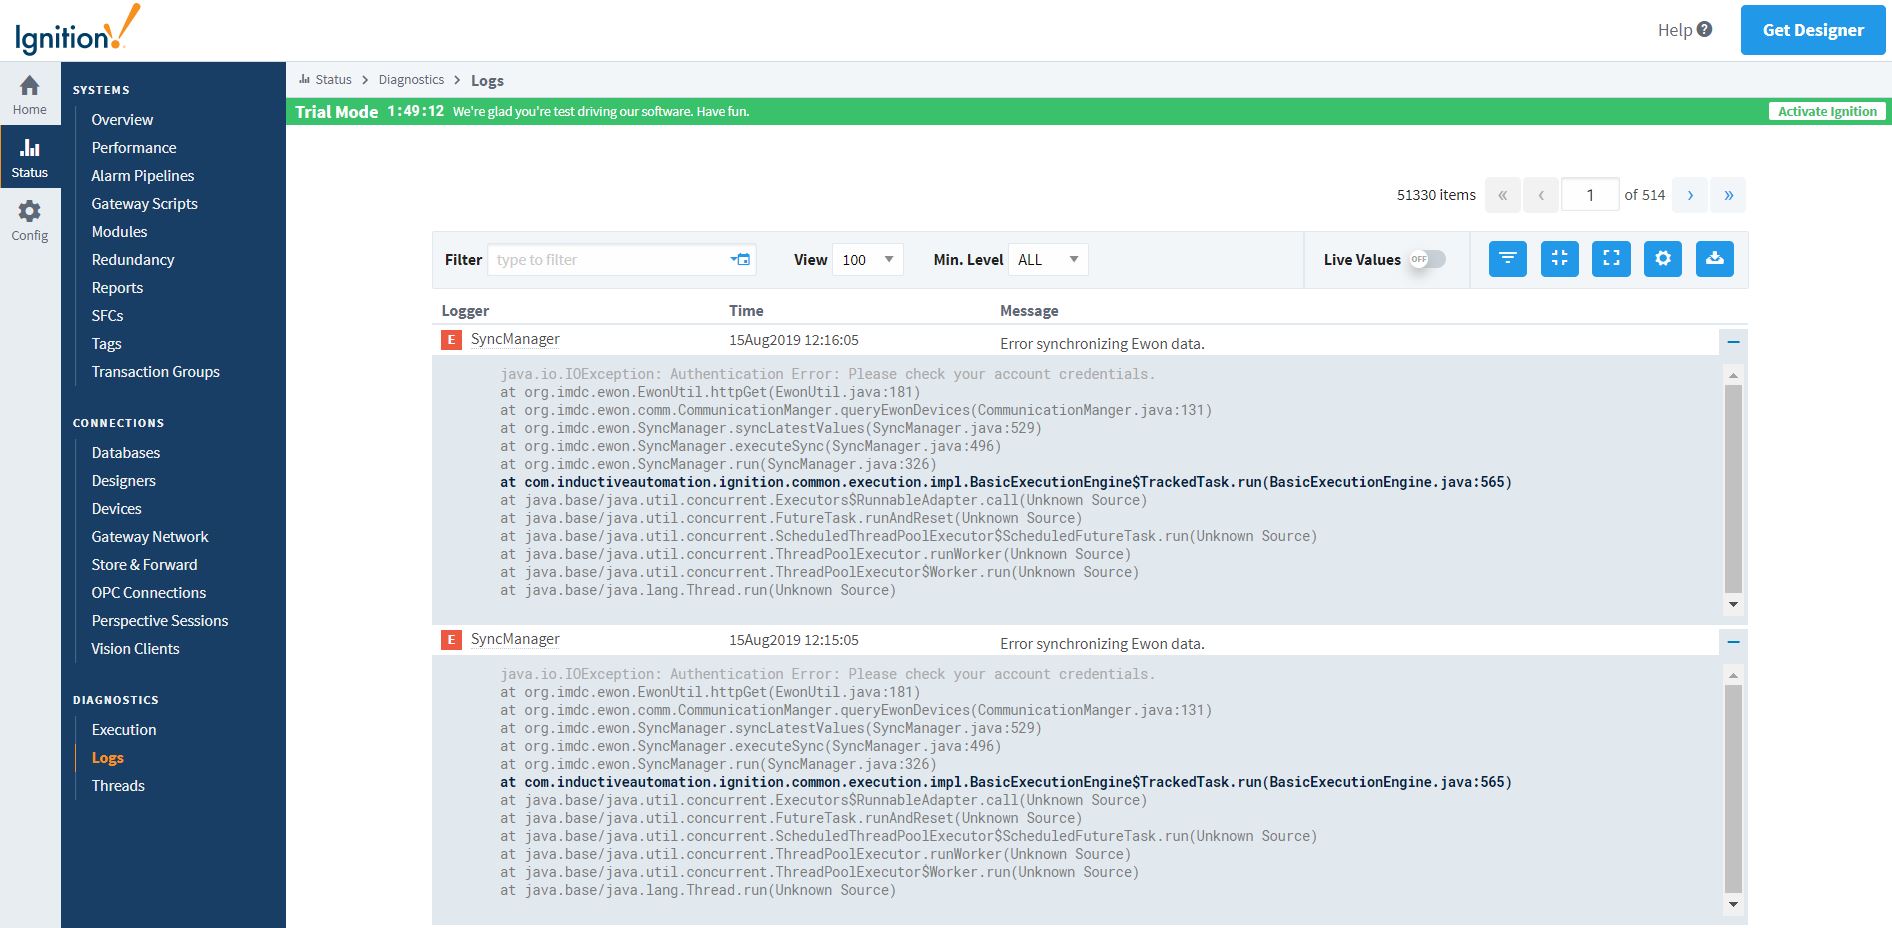 Ignition!
Help ?
Get Designer
Home
Status
Config
SYSTEMS
Overview
Performance
Alarm Pipelines
Gateway Scripts
Modules
Redundancy
Reports
SFCs
Tags
Transaction Groups
CONNECTIONS
Databases
Designers
Devices
Gateway Network
Store & Forward
OPC Connections
Perspective Sessions
Vision Clients
DIAGNOSTICS
Execution
Logs
Threads
Status > Diagnostics > Logs
Trial Mode 1:49:12 We're glad you're test driving our software. Have fun.
Activate Ignition
51330 items « ‹ 1 of 514 › »
Filter type to filter View 100 Min. Level ALL Live Values OFF
Logger Time Message
E SyncManager 15Aug2019 12:16:05 Error synchronizing Ewon data.
java.io.IOException: Authentication Error: Please check your account credentials.
at org.imdc.ewon.EwonUtil.httpGet(EwonUtil.java:181)
at org.imdc.ewon.comm.CommunicationManger.queryEwonDevices(CommunicationManger.java:131)
at org.imdc.ewon.SyncManager.syncLatestValues(SyncManager.java:529)
at org.imdc.ewon.SyncManager.executeSync(SyncManager.java:496)
at org.imdc.ewon.SyncManager.run(SyncManager.java:326)
at com.inductiveautomation.ignition.common.execution.impl.BasicExecutionEngine$TrackedTask.run(BasicExecutionEngine.java:565)
at java.base/java.util.concurrent.Executors$RunnableAdapter.call(Unknown Source)
at java.base/java.util.concurrent.FutureTask.runAndReset(Unknown Source)
at java.base/java.util.concurrent.ScheduledThreadPoolExecutor$ScheduledFutureTask.run(Unknown Source)
at java.base/java.util.concurrent.ThreadPoolExecutor.runWorker(Unknown Source)
at java.base/java.util.concurrent.ThreadPoolExecutor$Worker.run(Unknown Source)
at java.base/java.lang.Thread.run(Unknown Source)
E SyncManager 15Aug2019 12:15:05 Error synchronizing Ewon data.
java.io.IOException: Authentication Error: Please check your account credentials.
at org.imdc.ewon.EwonUtil.httpGet(EwonUtil.java:181)
at org.imdc.ewon.comm.CommunicationManger.queryEwonDevices(CommunicationManger.java:131)
at org.imdc.ewon.SyncManager.syncLatestValues(SyncManager.java:529)
at org.imdc.ewon.SyncManager.executeSync(SyncManager.java:496)
at org.imdc.ewon.SyncManager.run(SyncManager.java:326)
at com.inductiveautomation.ignition.common.execution.impl.BasicExecutionEngine$TrackedTask.run(BasicExecutionEngine.java:565)
at java.base/java.util.concurrent.Executors$RunnableAdapter.call(Unknown Source)
at java.base/java.util.concurrent.FutureTask.runAndReset(Unknown Source)
at java.base/java.util.concurrent.ScheduledThreadPoolExecutor$ScheduledFutureTask.run(Unknown Source)
at java.base/java.util.concurrent.ThreadPoolExecutor.runWorker(Unknown Source)
at java.base/java.util.concurrent.ThreadPoolExecutor$Worker.run(Unknown Source)
at java.base/java.lang.Thread.run(Unknown Source)